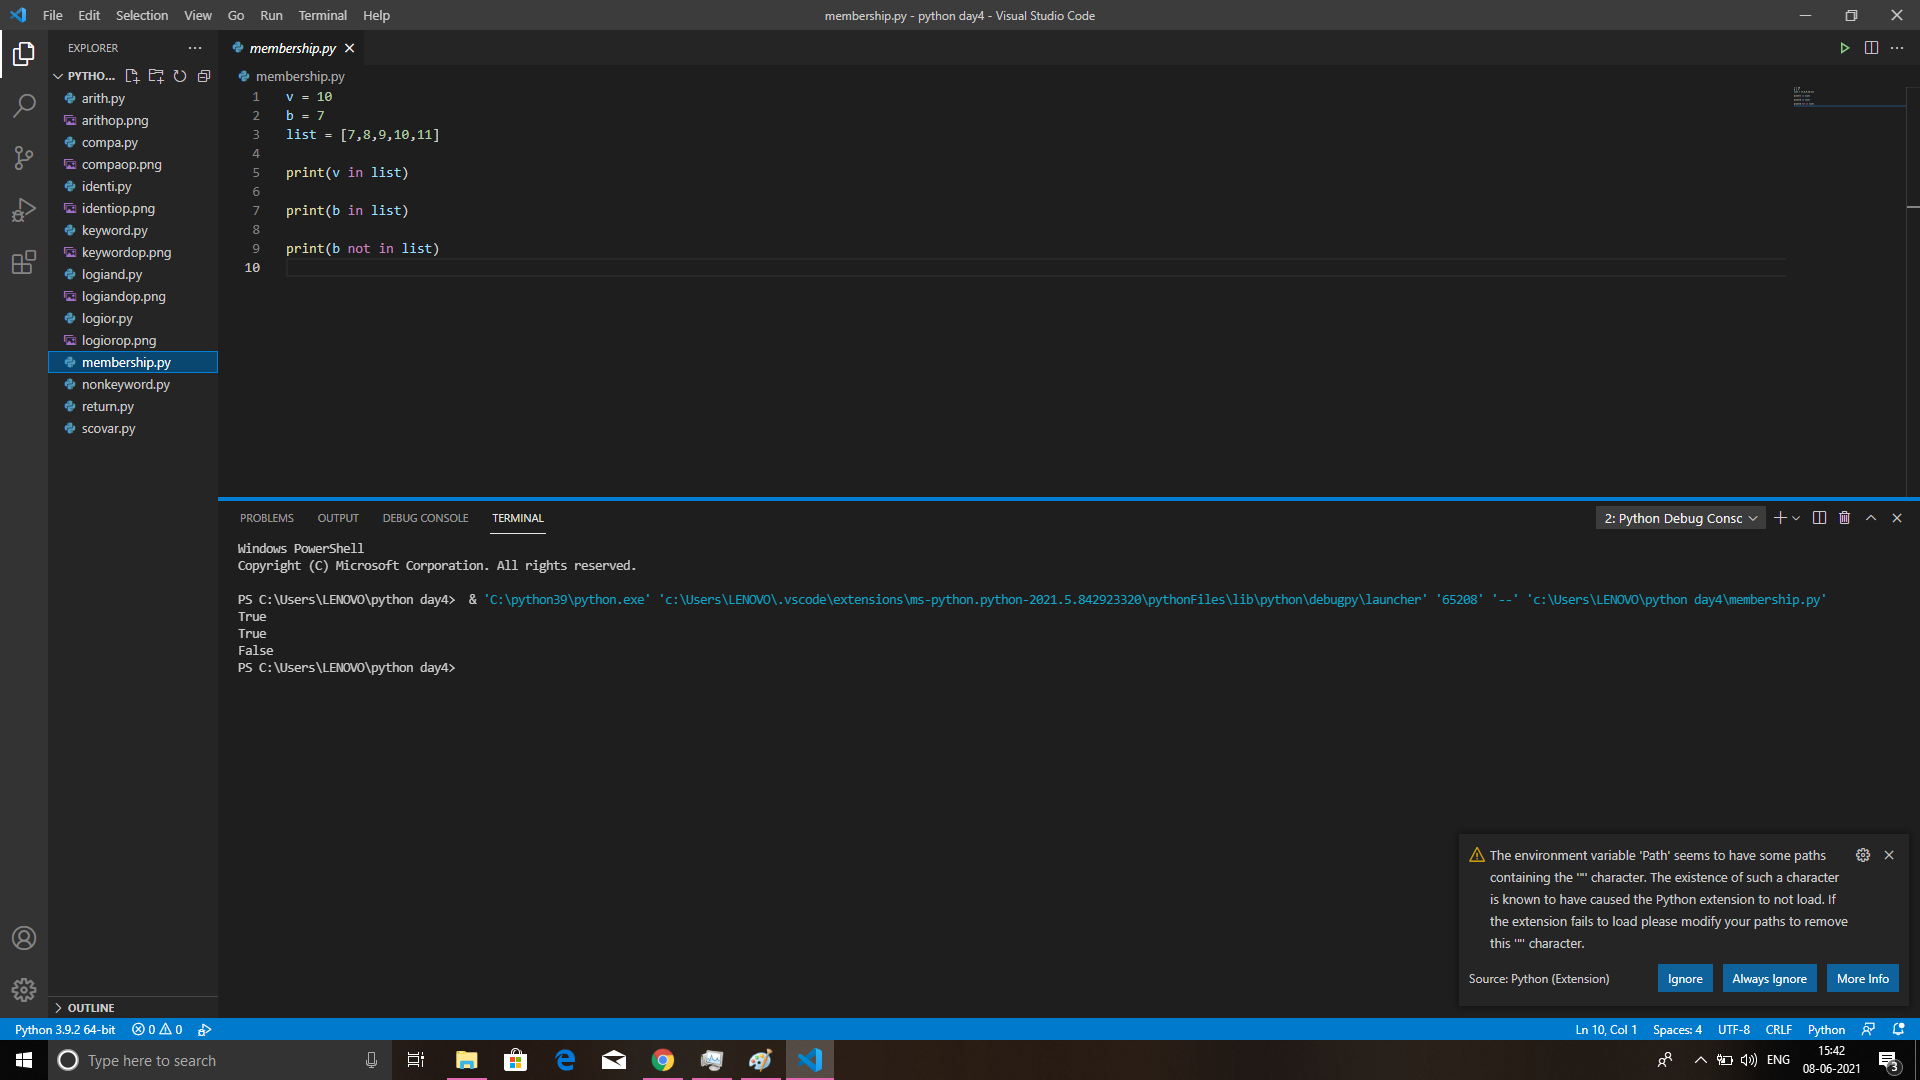 File Edit Selection View Go Run Terminal Help
membership.py - python day4 - Visual Studio Code
EXPLORER
PYTHO...
arith.py
arithop.png
compa.py
compaop.png
identi.py
identiop.png
keyword.py
keywordop.png
logiand.py
logiandop.png
logior.py
logiorop.png
membership.py
nonkeyword.py
return.py
scovar.py
OUTLINE
membership.py
membership.py
1 v = 10
2 b = 7
3 list = [7,8,9,10,11]
4
5 print(v in list)
6
7 print(b in list)
8
9 print(b not in list)
10
PROBLEMS OUTPUT DEBUG CONSOLE TERMINAL
2: Python Debug Consc
Windows PowerShell
Copyright (C) Microsoft Corporation. All rights reserved.
PS C:\Users\LENOVO\python day4>  & 'C:\python39\python.exe' 'c:\Users\LENOVO\.vscode\extensions\ms-python.python-2021.5.842923320\pythonFiles\lib\python\debugpy\launcher' '65208' '--' 'c:\Users\LENOVO\python day4\membership.py'
True
True
False
PS C:\Users\LENOVO\python day4>
The environment variable 'Path' seems to have some paths
containing the '"' character. The existence of such a character
is known to have caused the Python extension to not load. If
the extension fails to load please modify your paths to remove
this '"' character.
Source: Python (Extension)
Ignore
Always Ignore
More Info
Python 3.9.2 64-bit
0 0
Ln 10, Col 1
Spaces: 4
UTF-8
CRLF
Python
Type here to search
ENG
15:42
08-06-2021
3